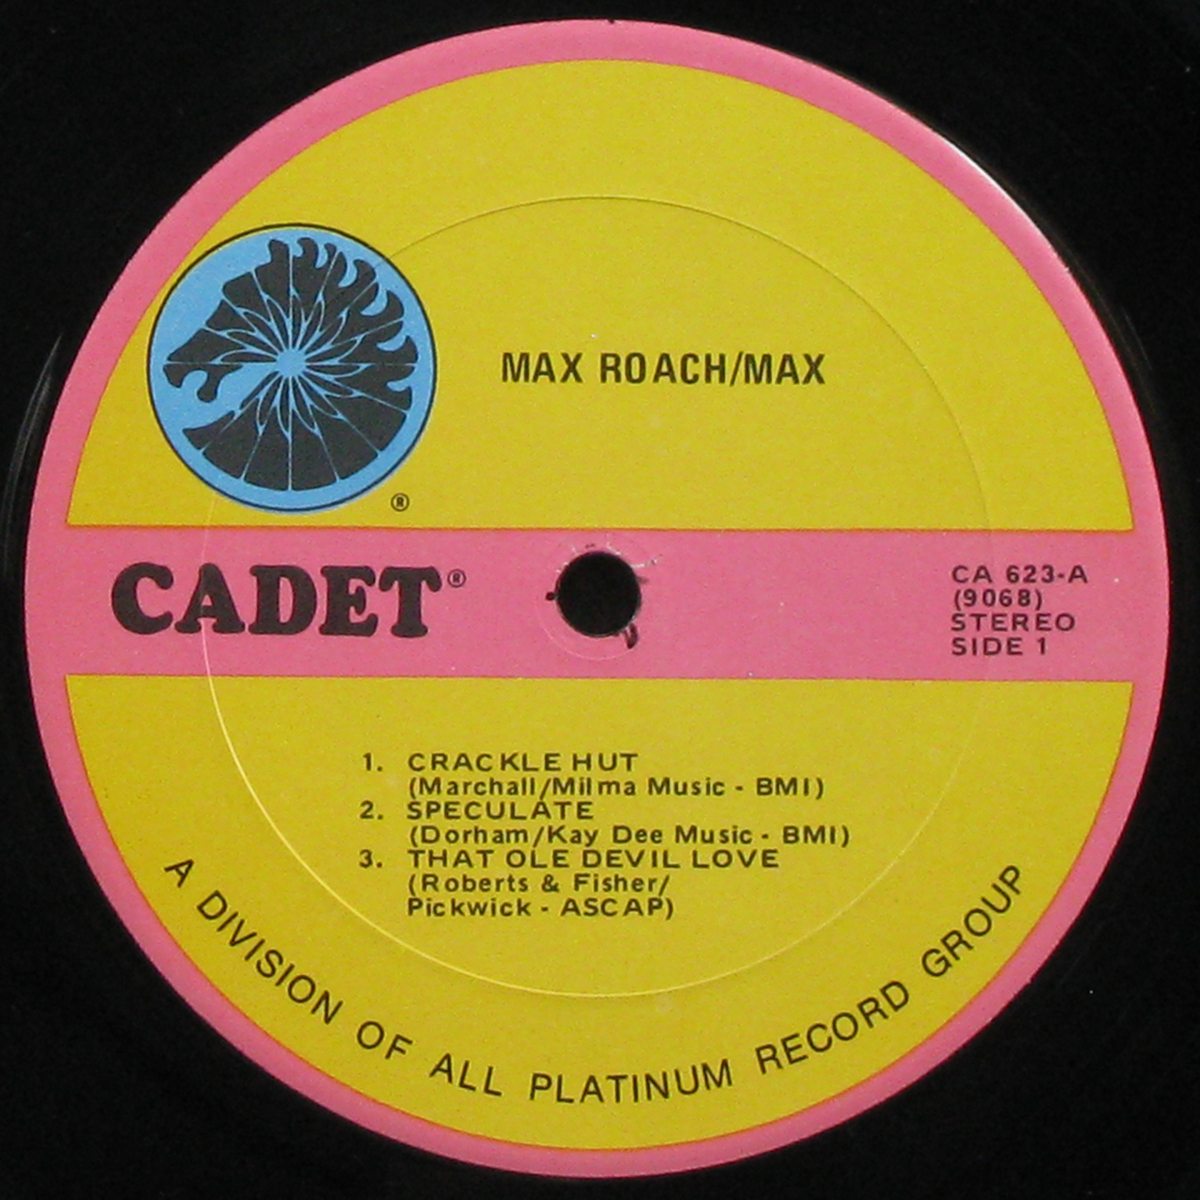 MAX ROACH/MAX
®
CADET®
CA 623-A
(9068)
STEREO
SIDE 1
1. CRACKLE HUT
(Marchall/Milma Music - BMI)
2. SPECULATE
(Dorham/Kay Dee Music - BMI)
3. THAT OLE DEVIL LOVE
(Roberts & Fisher/
Pickwick - ASCAP)
A DIVISION OF ALL PLATINUM RECORD GROUP